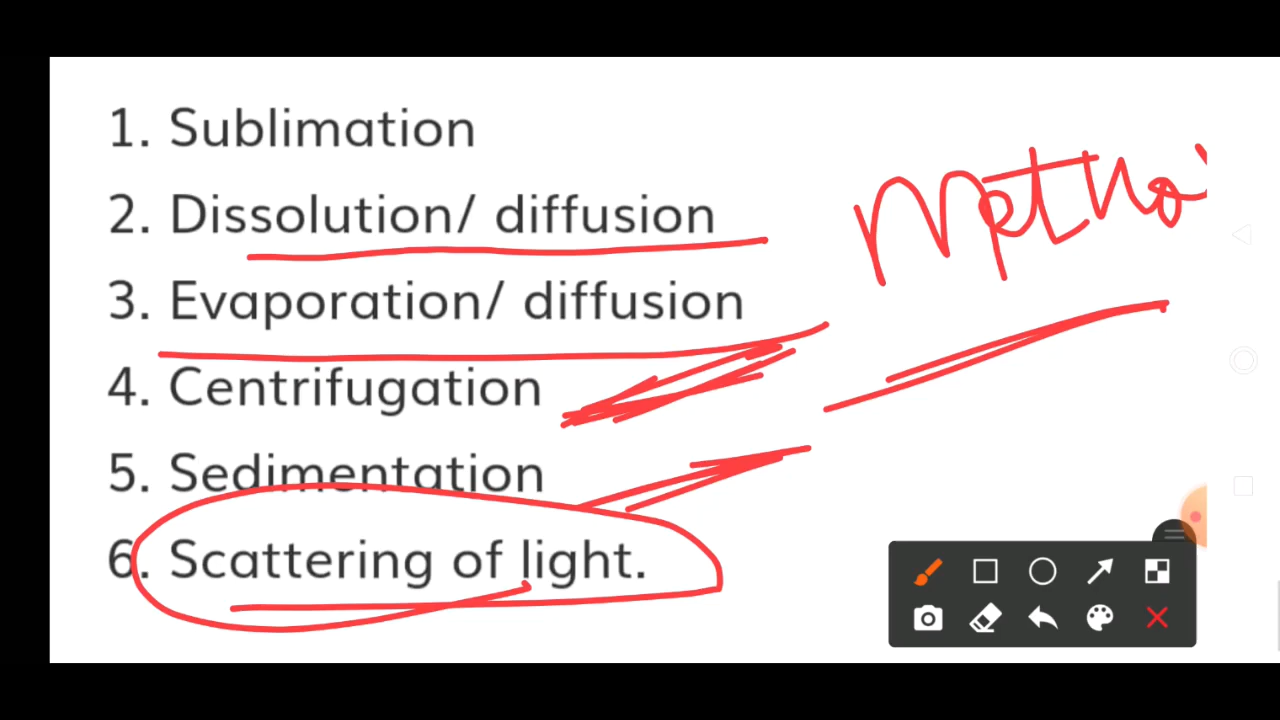 1. Sublimation
2. Dissolution/ diffusion
3. Evaporation/ diffusion
4. Centrifugation
5. Sedimentation
6. Scattering of light.